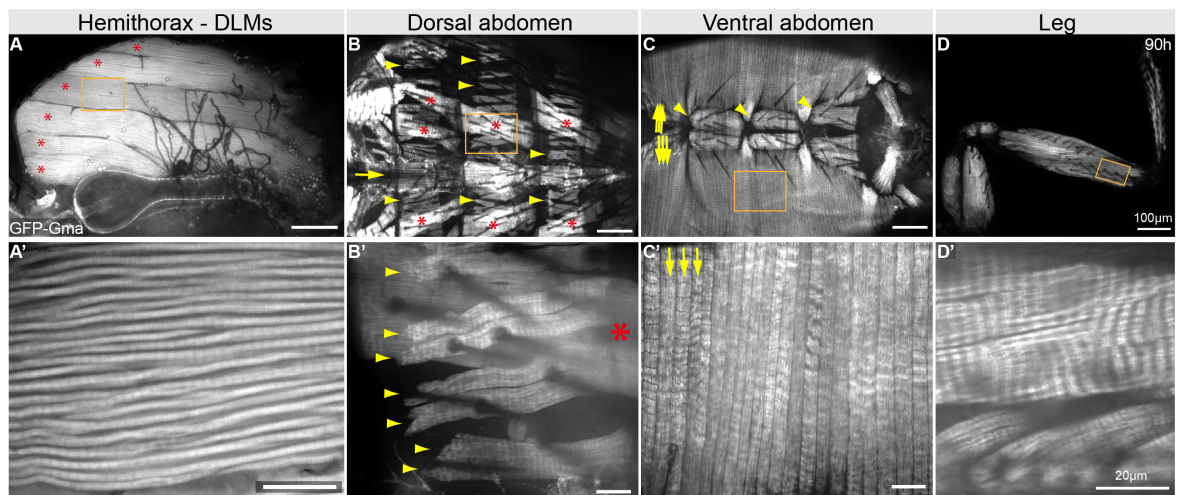 Hemithorax - DLMs
Dorsal abdomen
Ventral abdomen
Leg
A
B
C
D
90h
GFP-Gma
100µm
A'
B'
C'
D'
20µm